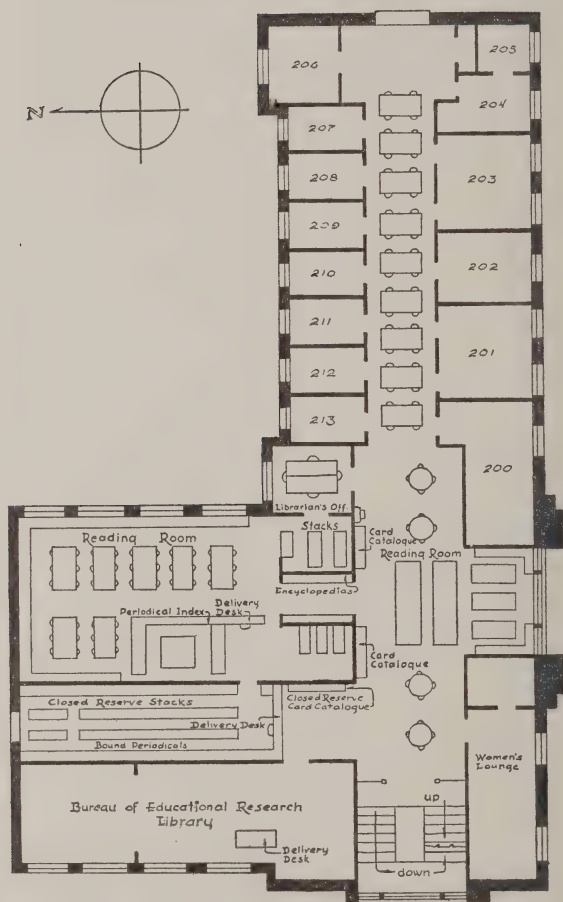 206
205
204
N
207
208
203
209
210
202
211
212
201
213
200
Librarian's Off.
Stacks
Card
Catalogue
Reading Room
Reading Room
Encyclopedias
Delivery
Desk
Periodical Index
Card
Catalogue
Closed Reserve Stacks
Closed Reserve
Card Catalogue
Delivery Desk
Bound Periodicals
Women's
Lounge
Bureau of Educational Research
Library
up
Delivery
Desk
down